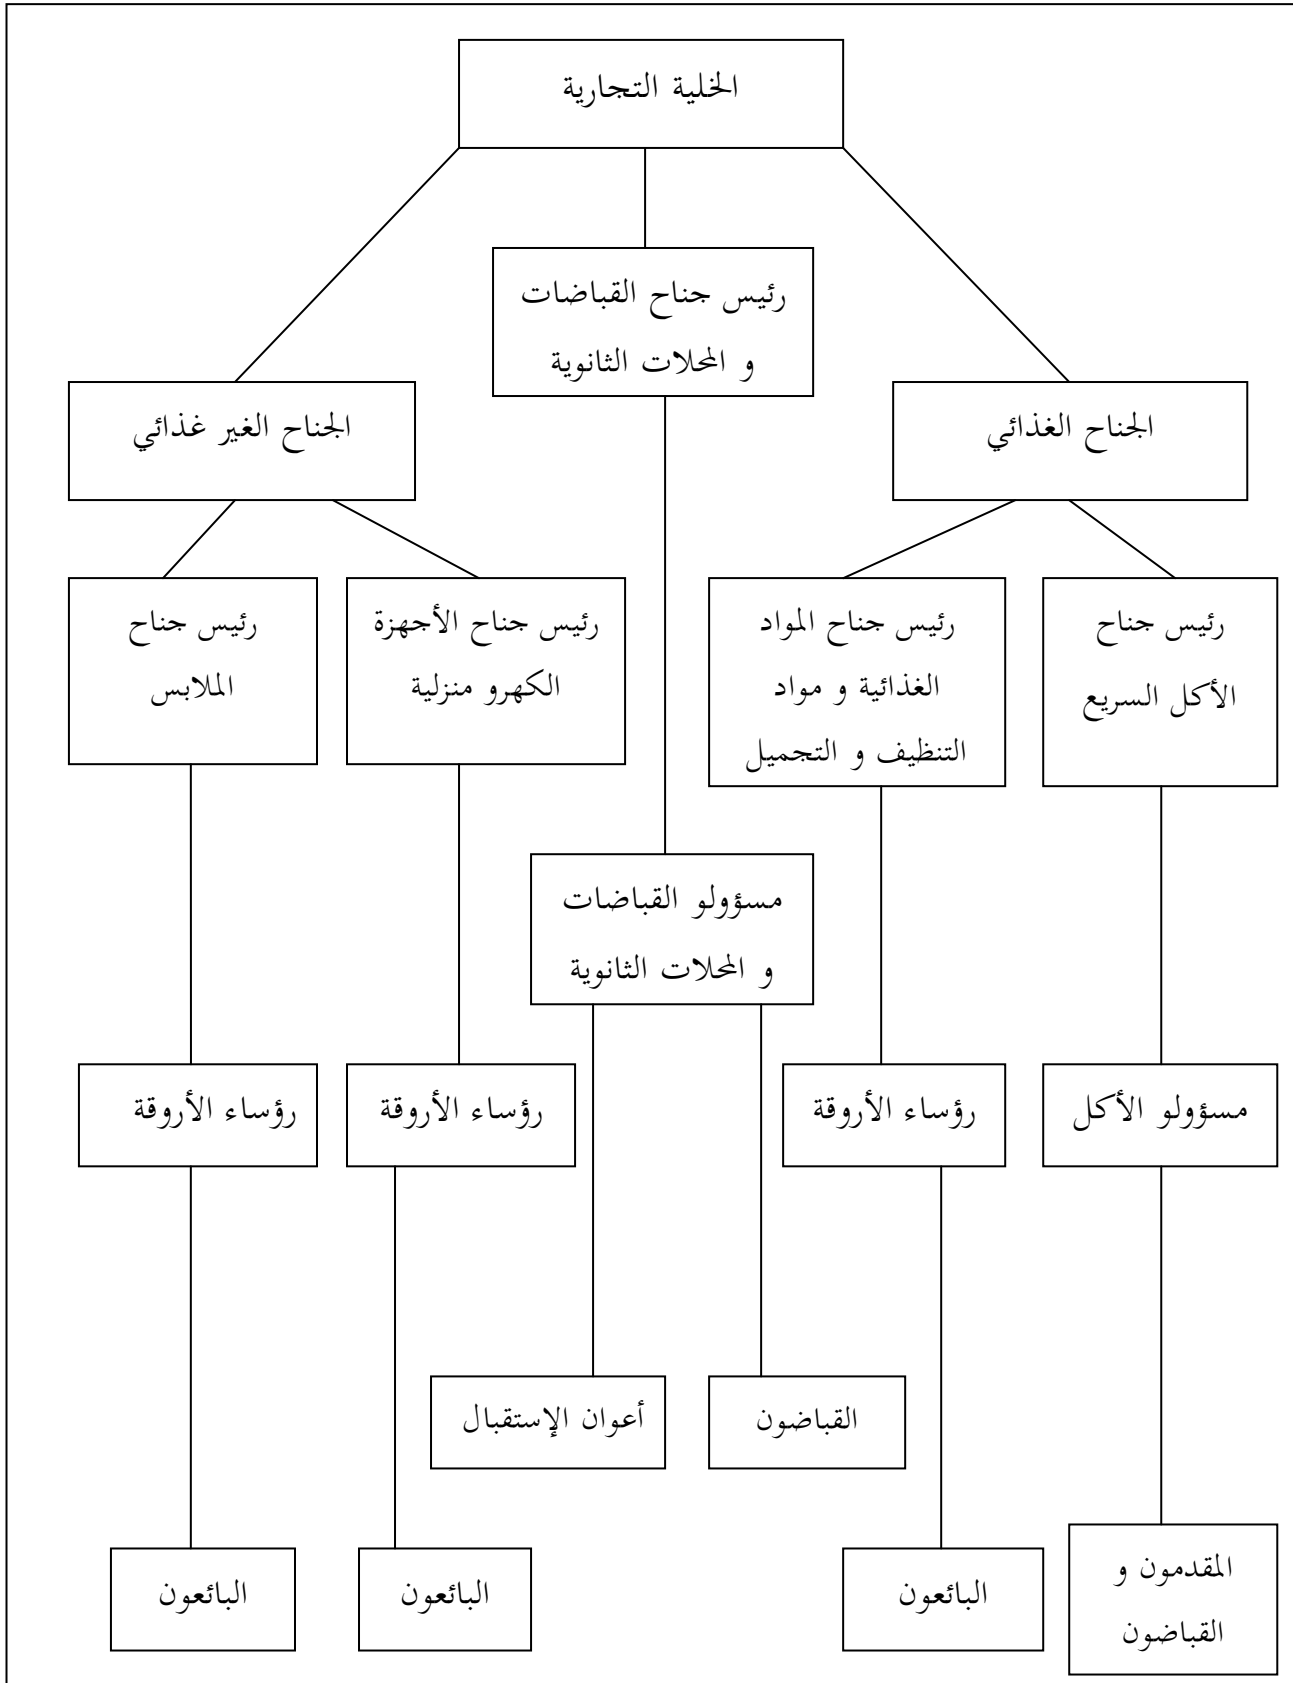 الخلية التجارية
رئيس جناح القباضات
و المحلات الثانوية
الجناح الغذائي
الجناح الغير غذائي
رئيس جناح
الأكل السريع
رئيس جناح المواد
الغذائية و مواد
التنظيف و التجميل
رئيس جناح الأجهزة
الكهرو منزلية
رئيس جناح
الملابس
مسؤولو القباضات
و المحلات الثانوية
مسؤولو الأكل
رؤساء الأروقة
رؤساء الأروقة
رؤساء الأروقة
القباضون
أعوان الإستقبال
المقدمون و
القباضون
البائعون
البائعون
البائعون